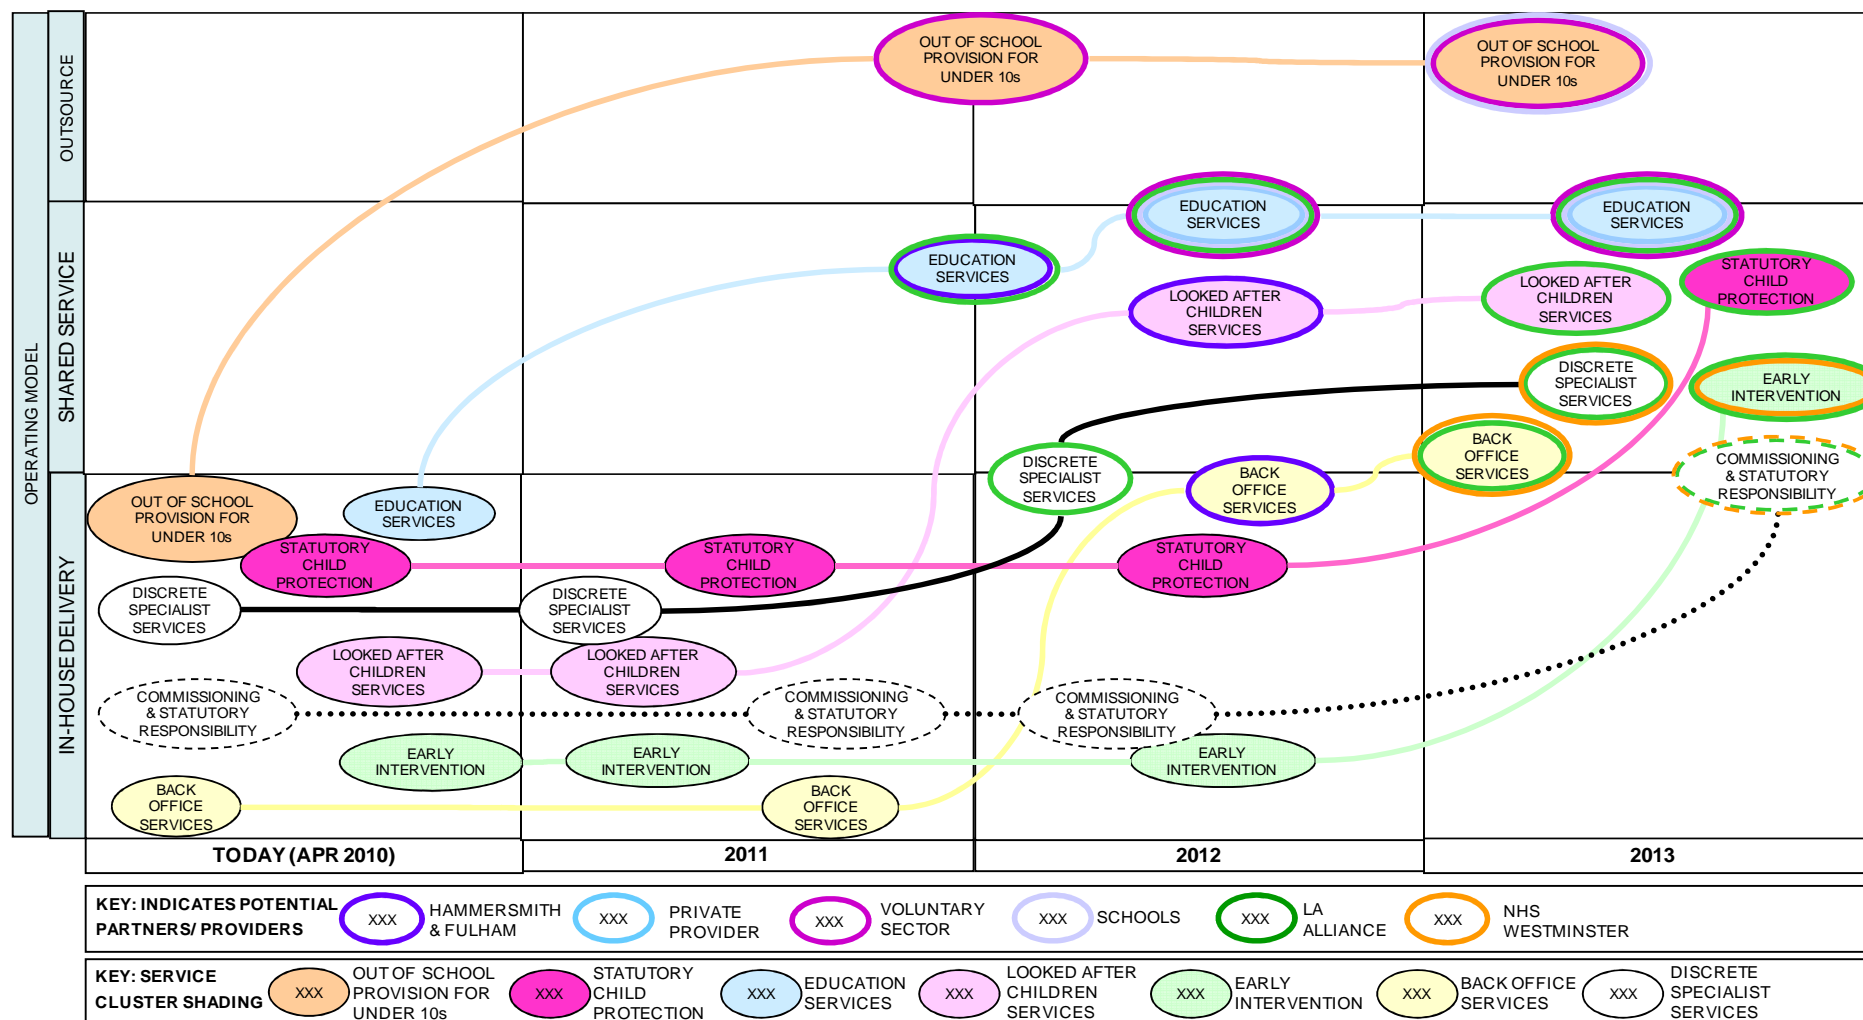 OPERATING MODEL
OUTSOURCE
SHARED SERVICE
IN-HOUSE DELIVERY
OUT OF SCHOOL
PROVISION FOR
UNDER 10s
OUT OF SCHOOL
PROVISION FOR
UNDER 10s
EDUCATION
SERVICES
EDUCATION
SERVICES
EDUCATION
SERVICES
STATUTORY
CHILD
PROTECTION
LOOKED AFTER
CHILDREN
SERVICES
LOOKED AFTER
CHILDREN
SERVICES
DISCRETE
SPECIALIST
SERVICES
EARLY
INTERVENTION
BACK
OFFICE
SERVICES
COMMISSIONING
& STATUTORY
RESPONSIBILITY
DISCRETE
SPECIALIST
SERVICES
BACK
OFFICE
SERVICES
OUT OF SCHOOL
PROVISION FOR
UNDER 10s
EDUCATION
SERVICES
STATUTORY
CHILD
PROTECTION
STATUTORY
CHILD
PROTECTION
STATUTORY
CHILD
PROTECTION
DISCRETE
SPECIALIST
SERVICES
DISCRETE
SPECIALIST
SERVICES
LOOKED AFTER
CHILDREN
SERVICES
LOOKED AFTER
CHILDREN
SERVICES
COMMISSIONING
& STATUTORY
RESPONSIBILITY
COMMISSIONING
& STATUTORY
RESPONSIBILITY
COMMISSIONING
& STATUTORY
RESPONSIBILITY
EARLY
INTERVENTION
EARLY
INTERVENTION
EARLY
INTERVENTION
BACK
OFFICE
SERVICES
BACK
OFFICE
SERVICES
TODAY (APR 2010)
2011
2012
2013
KEY: INDICATES POTENTIAL
PARTNERS/ PROVIDERS
XXX
HAMMERSMITH
& FULHAM
XXX
PRIVATE
PROVIDER
XXX
VOLUNTARY
SECTOR
XXX
SCHOOLS
XXX
LA
ALLIANCE
XXX
NHS
WESTMINSTER
KEY: SERVICE
CLUSTER SHADING
XXX
OUT OF SCHOOL
PROVISION FOR
UNDER 10s
XXX
STATUTORY
CHILD
PROTECTION
XXX
EDUCATION
SERVICES
XXX
LOOKED AFTER
CHILDREN
SERVICES
XXX
EARLY
INTERVENTION
XXX
BACK OFFICE
SERVICES
XXX
DISCRETE
SPECIALIST
SERVICES